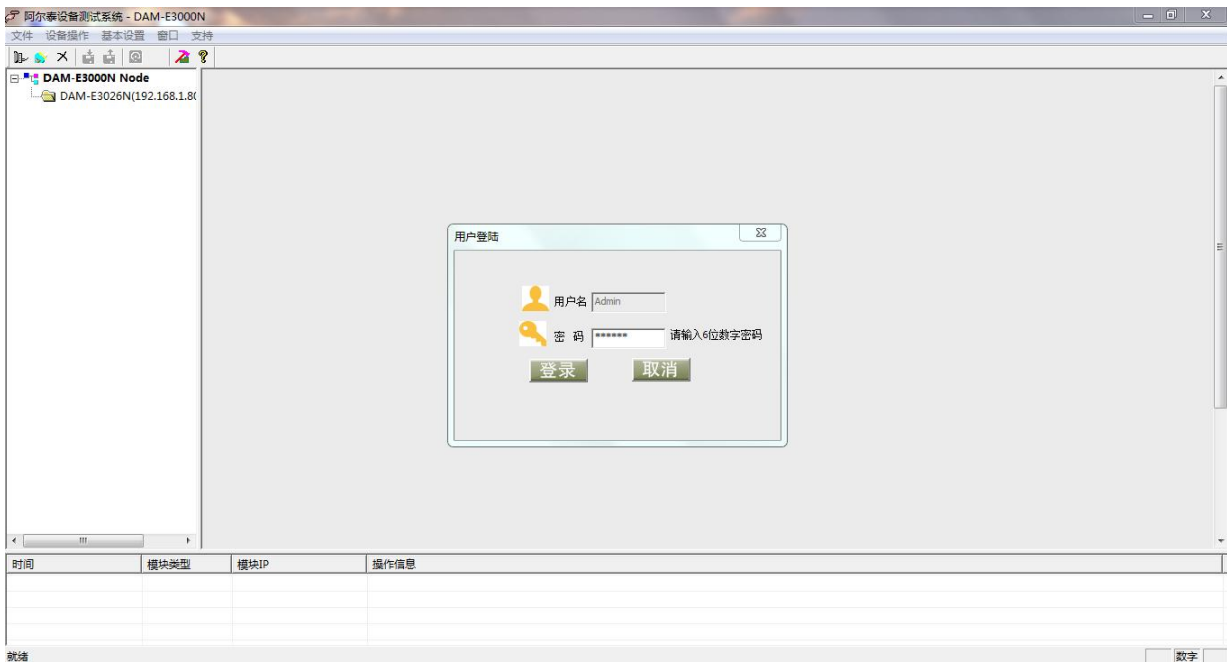 阿尔泰设备测试系统 - DAM-E3000N
文件 设备操作 基本设置 窗口 支持
DAM-E3000N Node
DAM-E3026N(192.168.1.80
用户登陆
用户名 Admin
密 码 ****** 请输入6位数字密码
登录 取消
时间 模块类型 模块IP 操作信息
就绪 数字